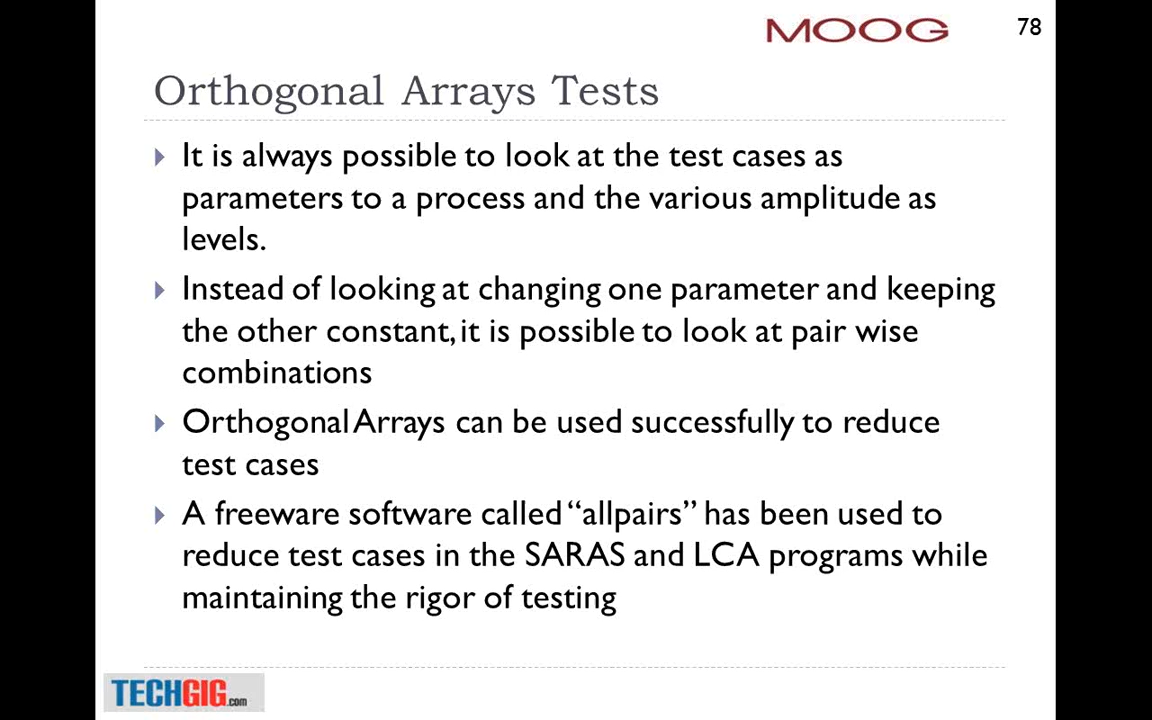 MOOG
78
Orthogonal Arrays Tests
It is always possible to look at the test cases as
parameters to a process and the various amplitude as
levels.
Instead of looking at changing one parameter and keeping
the other constant, it is possible to look at pair wise
combinations
Orthogonal Arrays can be used successfully to reduce
test cases
A freeware software called “allpairs” has been used to
reduce test cases in the SARAS and LCA programs while
maintaining the rigor of testing
TECHGIG.com